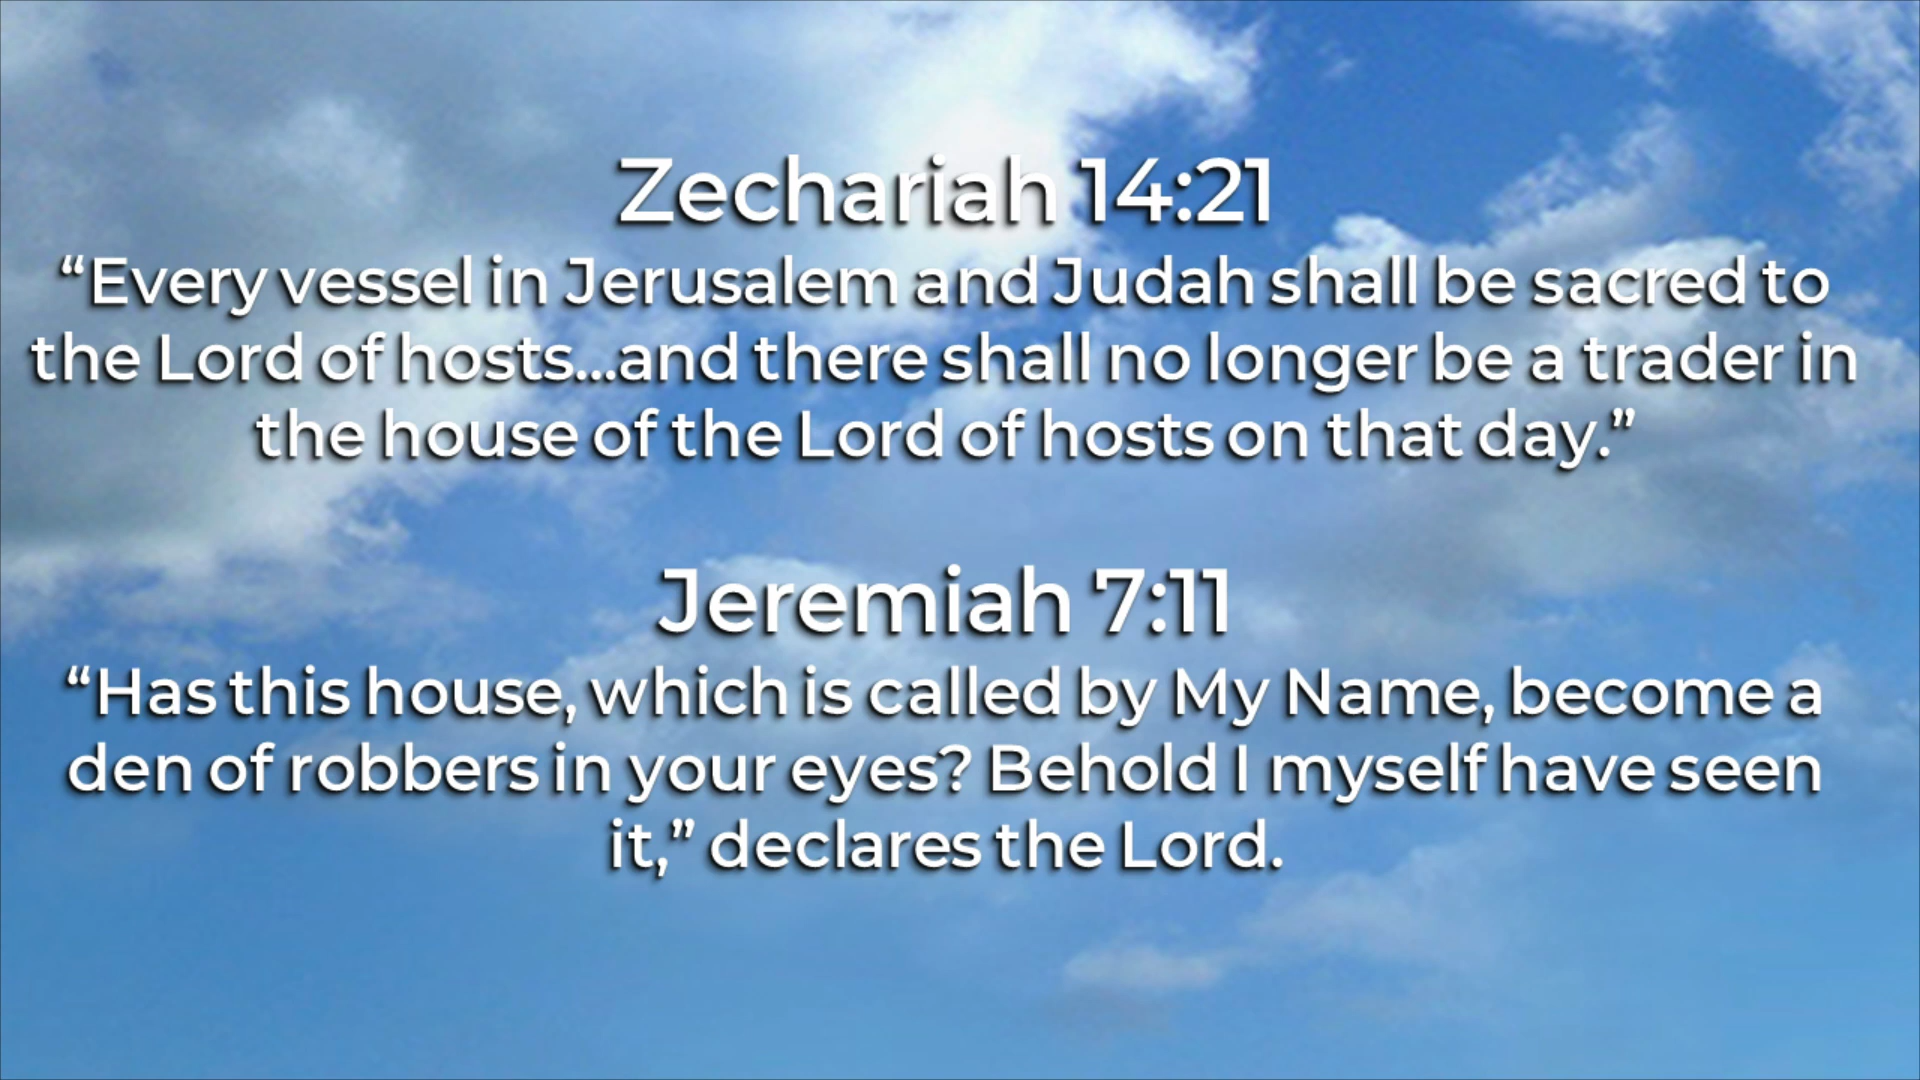 Zechariah 14:21
“Every vessel in Jerusalem and Judah shall be sacred to
the Lord of hosts...and there shall no longer be a trader in
the house of the Lord of hosts on that day.”
Jeremiah 7:11
“Has this house, which is called by My Name, become a
den of robbers in your eyes? Behold I myself have seen
it,” declares the Lord.